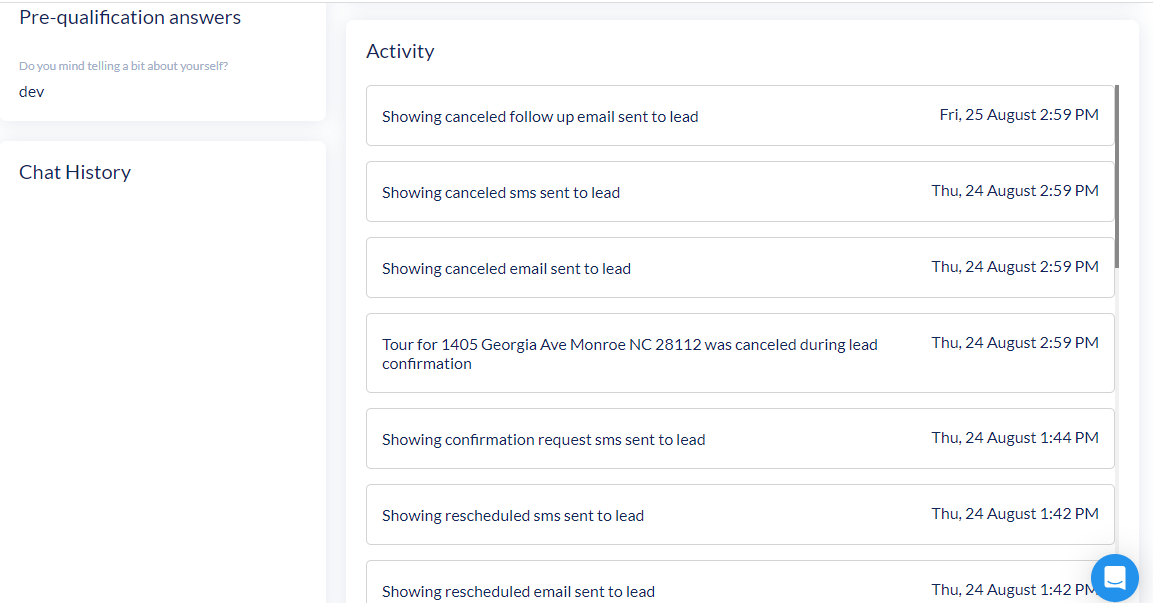 Pre-qualification answers
Do you mind telling a bit about yourself?
dev
Chat History
Activity
Showing canceled follow up email sent to lead
Fri, 25 August 2:59 PM
Showing canceled sms sent to lead
Thu, 24 August 2:59 PM
Showing canceled email sent to lead
Thu, 24 August 2:59 PM
Tour for 1405 Georgia Ave Monroe NC 28112 was canceled during lead
confirmation
Thu, 24 August 2:59 PM
Showing confirmation request sms sent to lead
Thu, 24 August 1:44 PM
Showing rescheduled sms sent to lead
Thu, 24 August 1:42 PM
Showing rescheduled email sent to lead
Thu, 24 August 1:42 PM